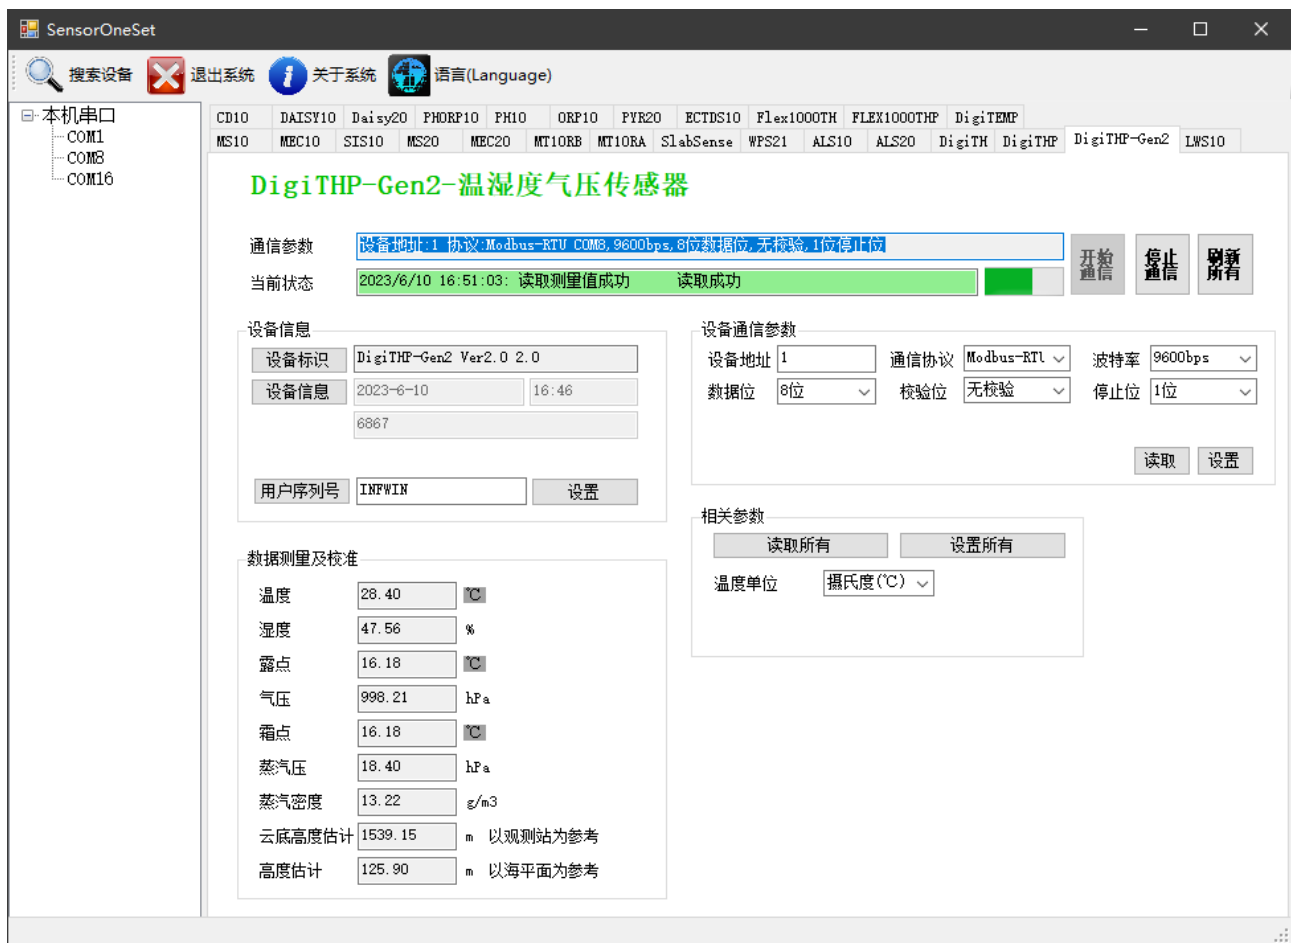 SensorOneSet
搜索设备 退出系统 关于系统 语言(Language)
本机串口
COM1
COM8
COM16
CD10 DAISY10 Daisy20 PHORP10 PH10 ORP10 PYR20 ECTDS10 Flex1000TH FLEX1000THP DigiTEMP
MS10 MEC10 SIS10 MS20 MEC20 MT10RB MT10RA SlabSense WPS21 ALS10 ALS20 DigiTH DigiTHP DigiTHP-Gen2 LWS10
DigiTHP-Gen2-温湿度气压传感器
通信参数 设备地址:1 协议:Modbus-RTU COM8,9600bps,8位数据位,无校验,1位停止位
当前状态 2023/6/10 16:51:03: 读取测量值成功 读取成功
开始通信 停止通信 刷新所有
设备信息
设备标识 DigiTHP-Gen2 Ver2.0 2.0
设备信息 2023-6-10 16:46
6867
用户序列号 INFWIN 设置
设备通信参数
设备地址 1 通信协议 Modbus-RTU 波特率 9600bps
数据位 8位 校验位 无校验 停止位 1位
读取 设置
相关参数
读取所有 设置所有
温度单位 摄氏度(℃)
数据测量及校准
温度 28.40 ℃
湿度 47.56 %
露点 16.18 ℃
气压 998.21 hPa
霜点 16.18 ℃
蒸汽压 18.40 hPa
蒸汽密度 13.22 g/m3
云底高度估计 1539.15 m 以观测站为参考
高度估计 125.90 m 以海平面为参考